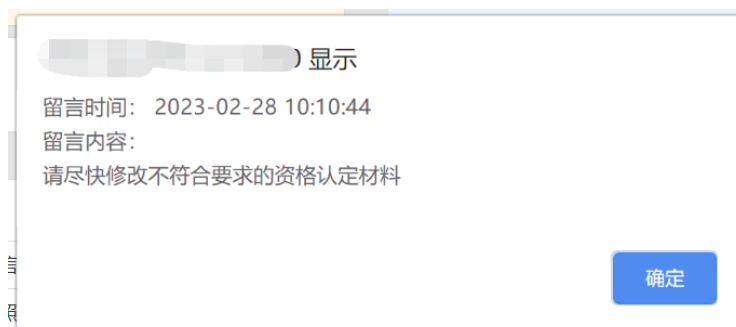 显示
留言时间： 2023-02-28 10:10:44
留言内容：
请尽快修改不符合要求的资格认定材料
确定